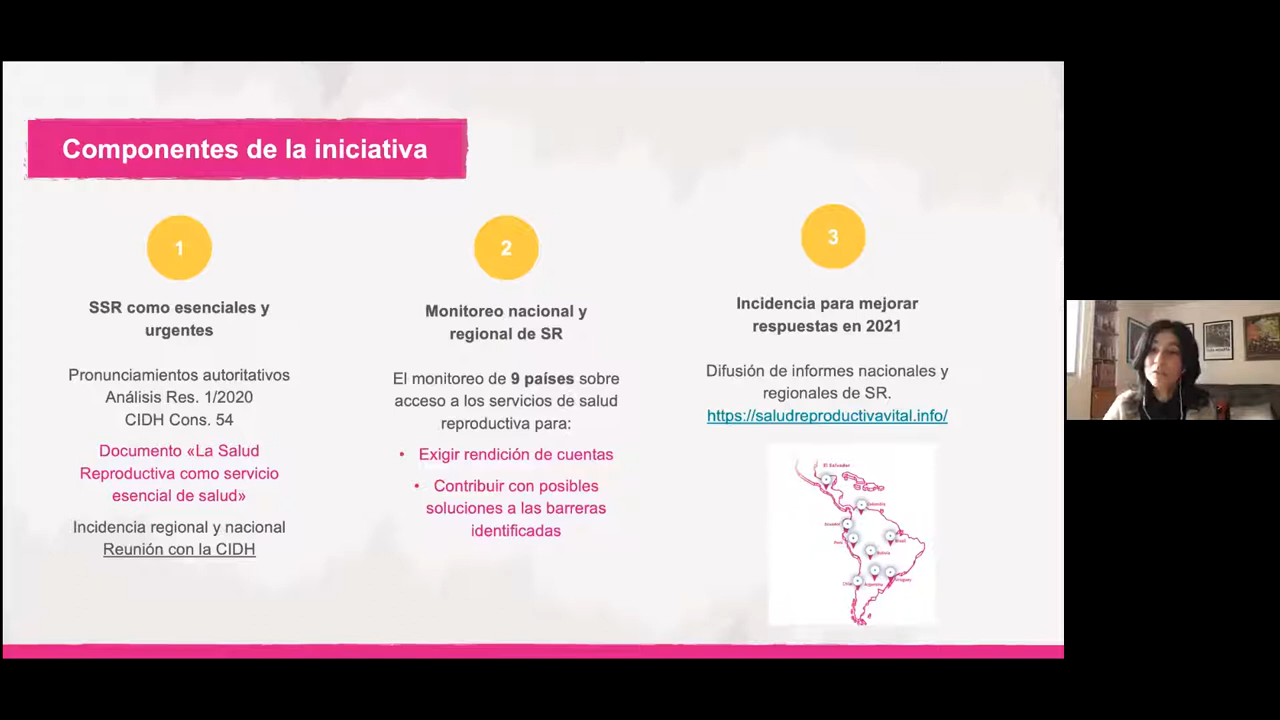 Componentes de la iniciativa
1
SSR como esenciales y
urgentes
Pronunciamientos autoritativos
Análisis Res. 1/2020
CIDH Cons. 54
Documento «La Salud
Reproductiva como servicio
esencial de salud»
Incidencia regional y nacional
Reunión con la CIDH
2
Monitoreo nacional y
regional de SR
El monitoreo de 9 países sobre
acceso a los servicios de salud
reproductiva para:
• Exigir rendición de cuentas
• Contribuir con posibles
soluciones a las barreras
identificadas
3
Incidencia para mejorar
respuestas en 2021
Difusión de informes nacionales y
regionales de SR.
https://saludreproductivavital.info/
El Salvador
Colombia
Ecuador
Perú
Brasil
Bolivia
Chile
Argentina
Uruguay